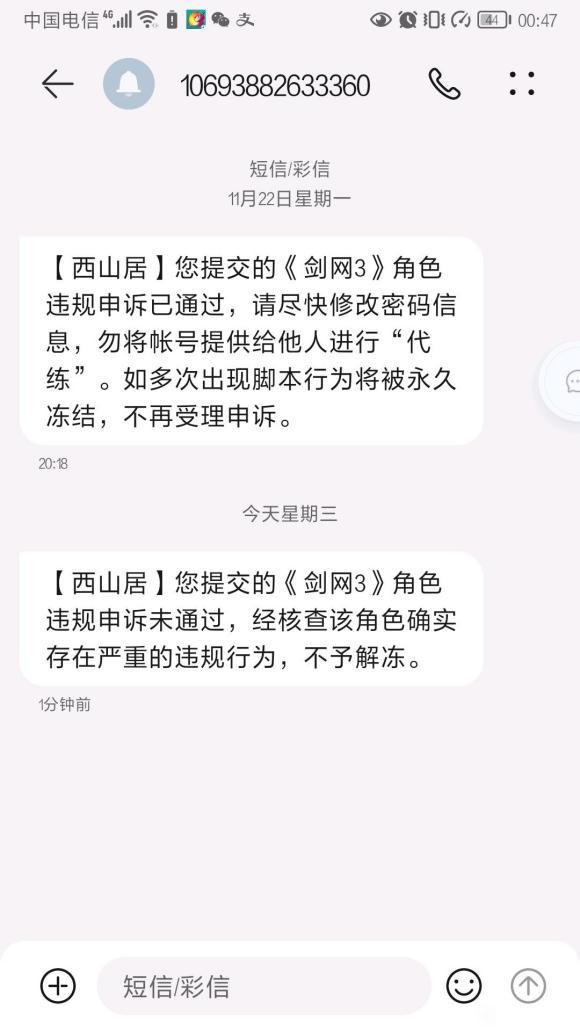 中国电信 4G 支 44 00:47
10693882633360
短信/彩信
11月22日星期一
【西山居】您提交的《剑网3》角色
违规申诉已通过，请尽快修改密码信
息，勿将帐号提供给他人进行“代
练”。如多次出现脚本行为将被永久
冻结，不再受理申诉。
20:18
今天星期三
【西山居】您提交的《剑网3》角色
违规申诉未通过，经核查该角色确实
存在严重的违规行为，不予解冻。
1分钟前
短信/彩信